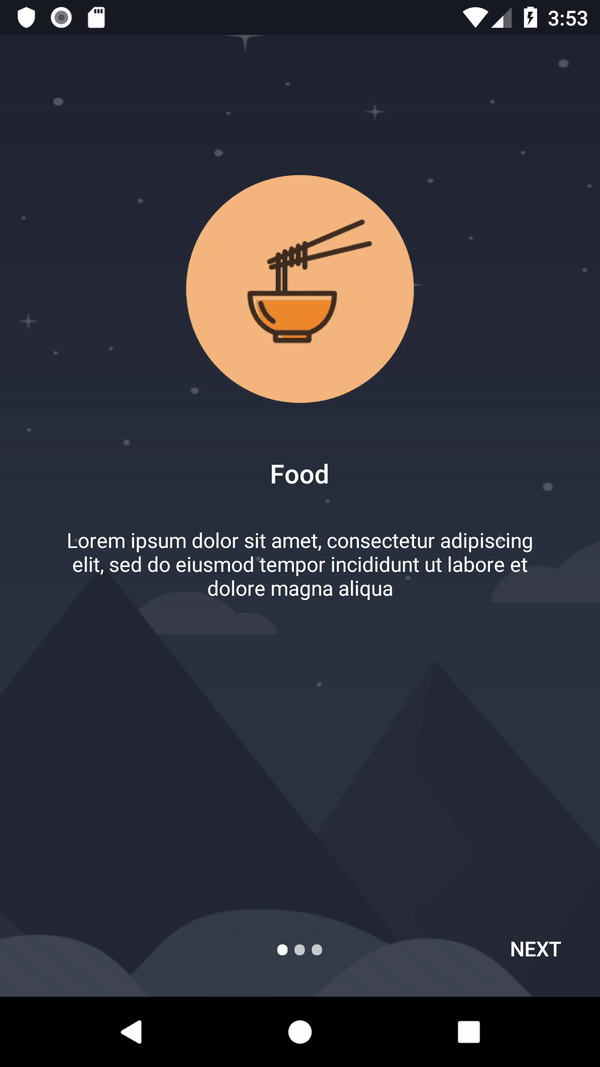 3:53
Food
Lorem ipsum dolor sit amet, consectetur adipiscing
elit, sed do eiusmod tempor incididunt ut labore et
dolore magna aliqua
NEXT